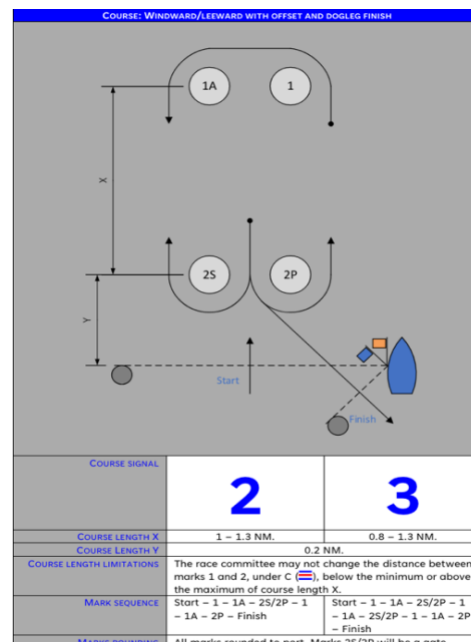 COURSE: WINDWARD/LEEWARD WITH OFFSET AND DOGLEG FINISH
1A
1
X
2S
2P
Y
Start
Finish
COURSE SIGNAL
2
3
COURSE LENGTH X
1 – 1.3 NM.
0.8 – 1.3 NM.
COURSE LENGTH Y
0.2 NM.
COURSE LENGTH LIMITATIONS
The race committee may not change the distance between
marks 1 and 2, under C (), below the minimum or above
the maximum of course length X.
MARK SEQUENCE
Start – 1 – 1A – 2S/2P – 1
– 1A – 2P – Finish
Start – 1 – 1A – 2S/2P – 1
– 1A – 2S/2P – 1 – 1A – 2P
– Finish
MARKS ROUNDING
All marks rounded to port. Marks 2S/2P will be a gate